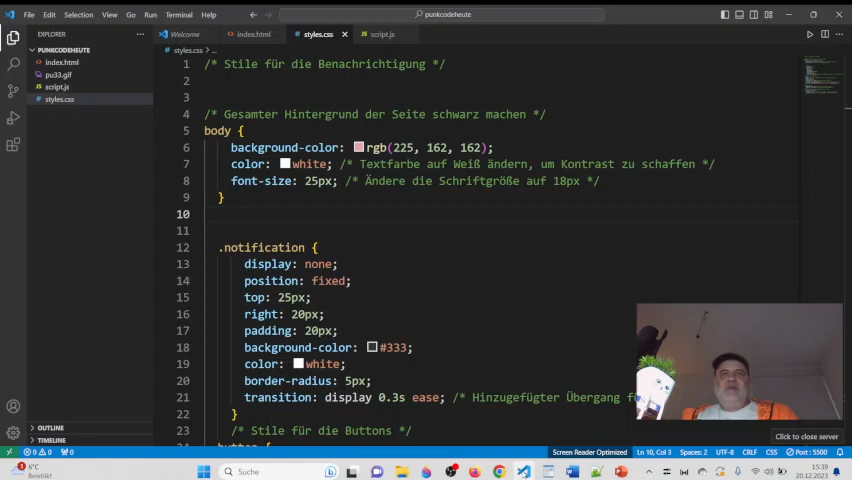 File Edit Selection View Go Run Terminal Help
punkcodeheute
EXPLORER
Welcome
index.html
styles.css
script.js
PUNKCODEHEUTE
index.html
pu33.gif
script.js
styles.css
styles.css > ...
1 /* Stile für die Benachrichtigung */
2
3
4 /* Gesamter Hintergrund der Seite schwarz machen */
5 body {
6 background-color: rgb(225, 162, 162);
7 color: white; /* Textfarbe auf Weiß ändern, um Kontrast zu schaffen */
8 font-size: 25px; /* Ändere die Schriftgröße auf 18px */
9 }
10
11
12 .notification {
13 display: none;
14 position: fixed;
15 top: 25px;
16 right: 20px;
17 padding: 20px;
18 background-color: #333;
19 color: white;
20 border-radius: 5px;
21 transition: display 0.3s ease; /* Hinzugefügter Übergang
22 }
23 /* Stile für die Buttons */
24 button {
OUTLINE
TIMELINE
Click to close server
0 0 0
Screen Reader Optimized
Ln 10, Col 3
Spaces: 2
UTF-8
CRLF
CSS
Port: 5500
1
6°C
Bewölkt
Suche
15:39
20.12.2023